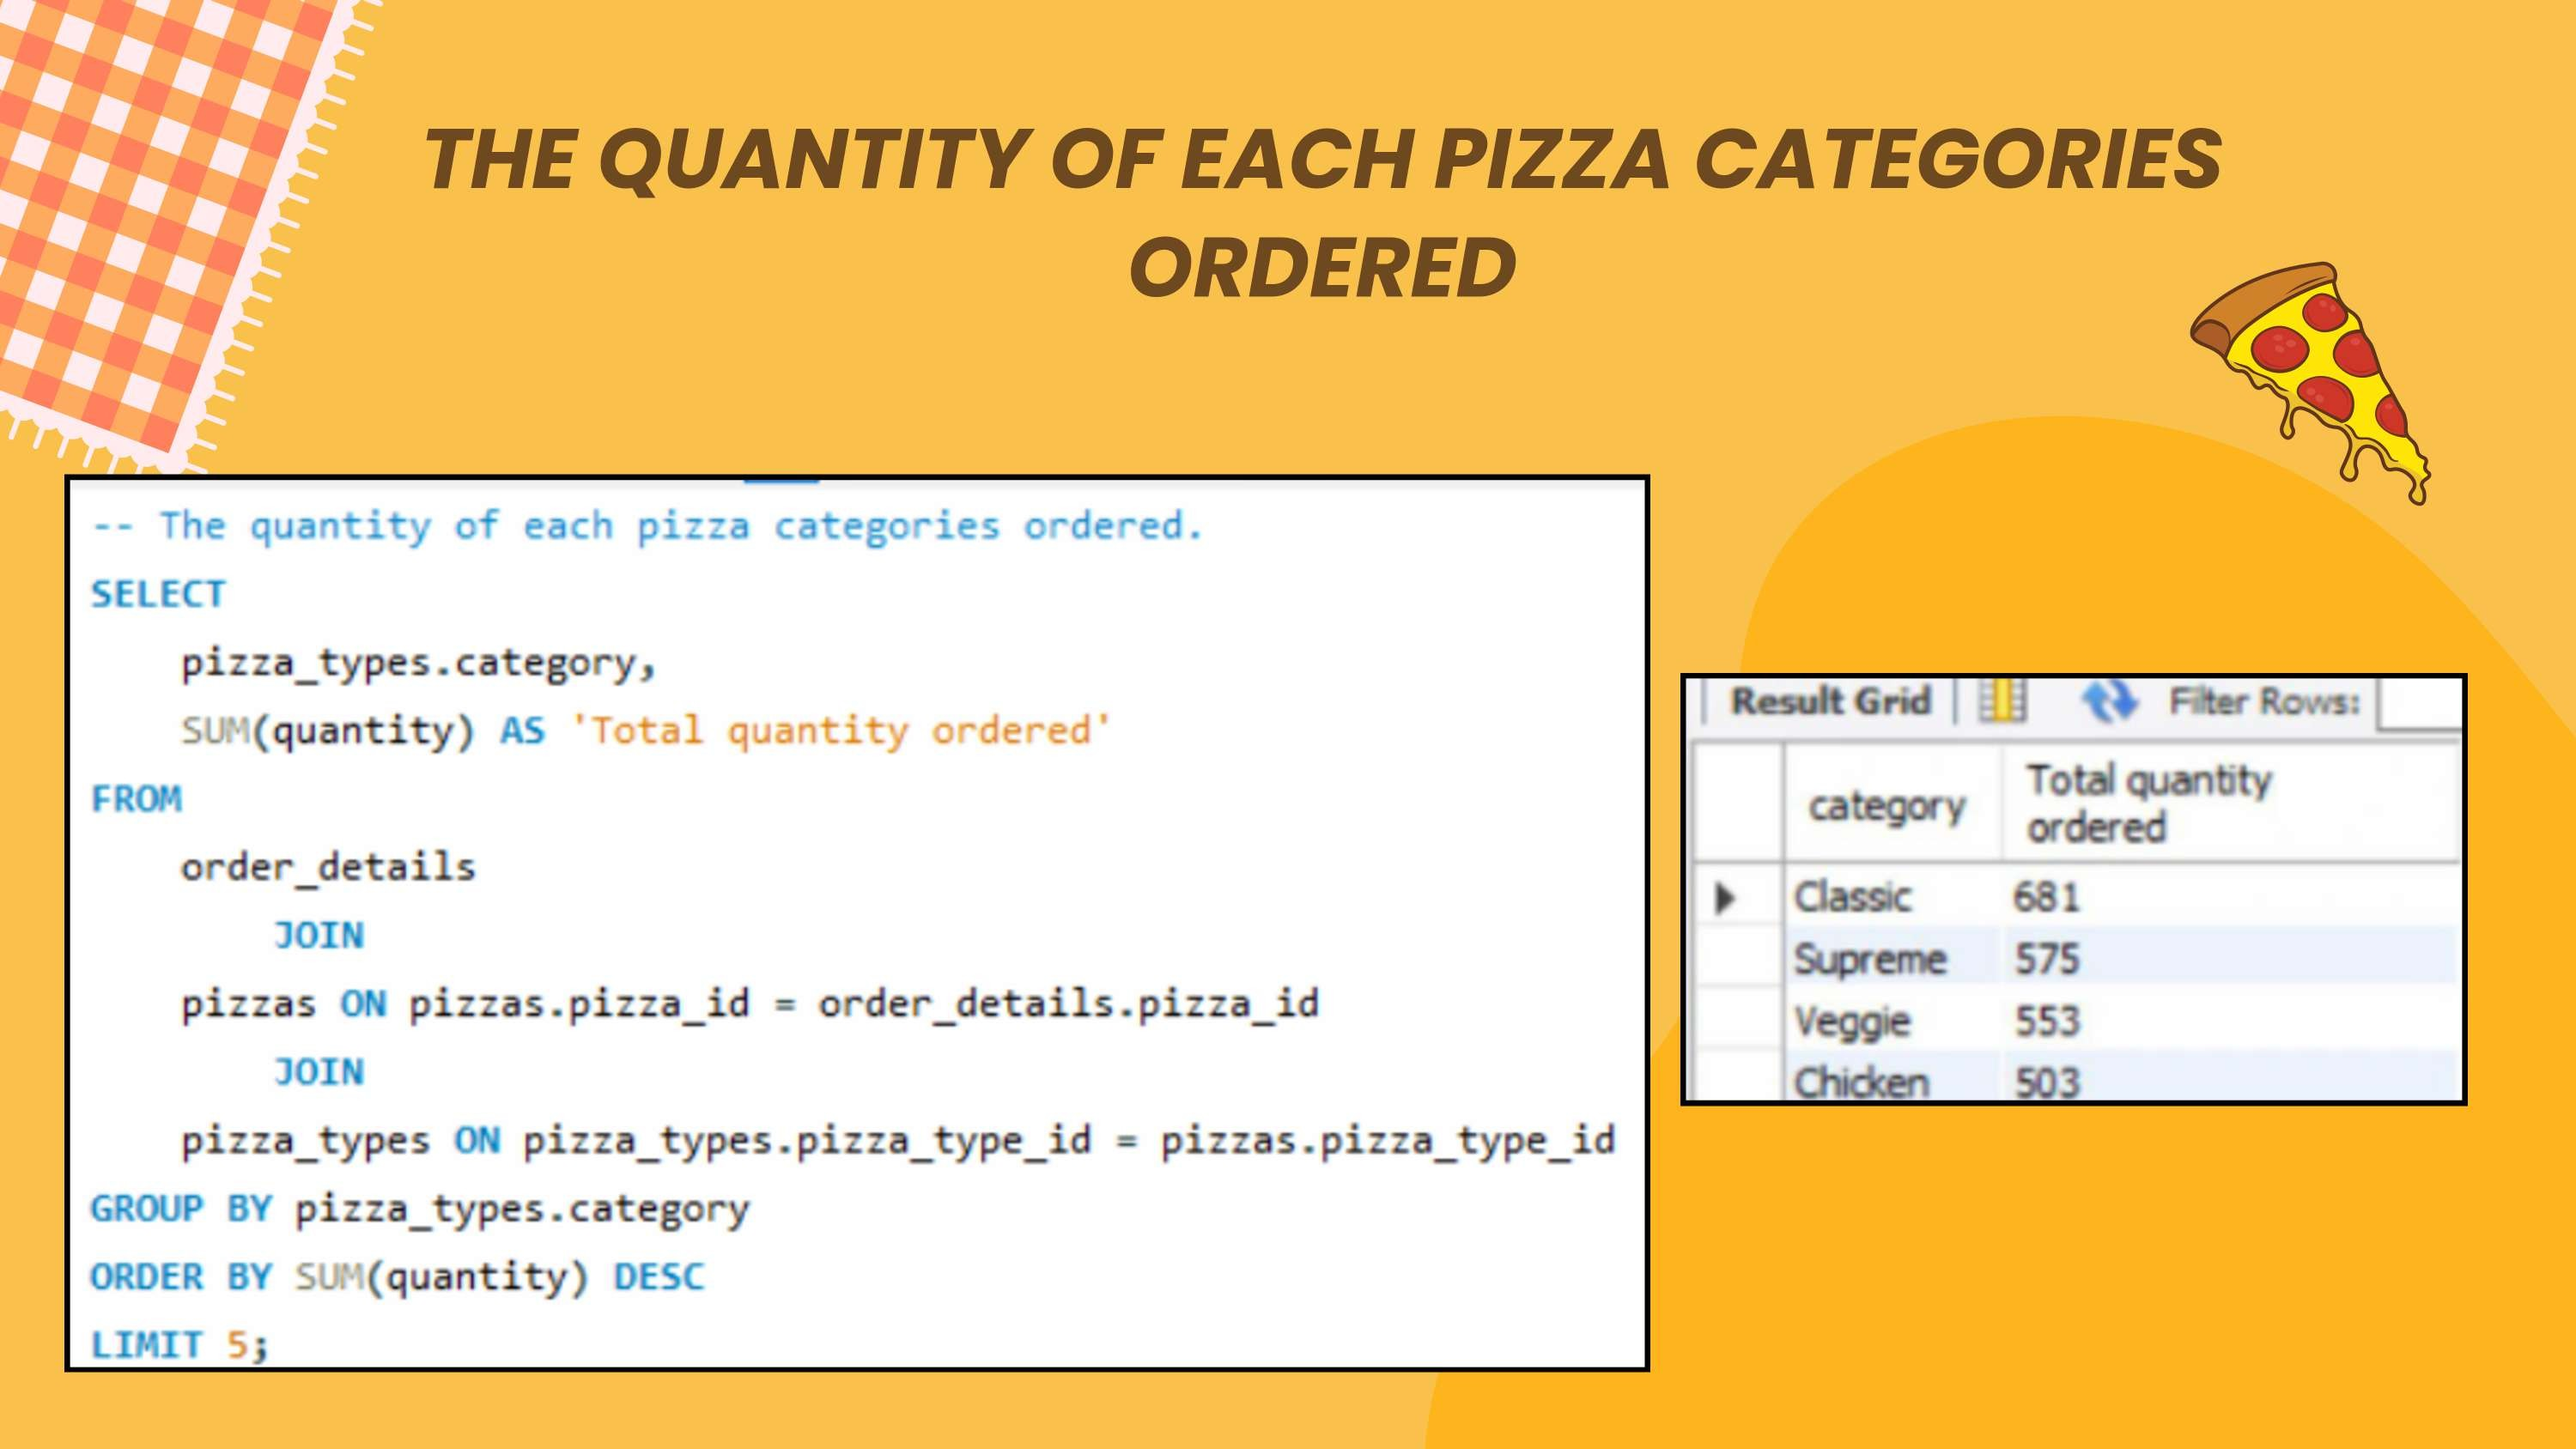 THE QUANTITY OF EACH PIZZA CATEGORIES
ORDERED
-- The quantity of each pizza categories ordered.
SELECT
pizza_types.category,
SUM(quantity) AS 'Total quantity ordered'
FROM
order_details
JOIN
pizzas ON pizzas.pizza_id = order_details.pizza_id
JOIN
pizza_types ON pizza_types.pizza_type_id = pizzas.pizza_type_id
GROUP BY pizza_types.category
ORDER BY SUM(quantity) DESC
LIMIT 5;
Result Grid Filter Rows:
category Total quantity
ordered
Classic 681
Supreme 575
Veggie 553
Chicken 503